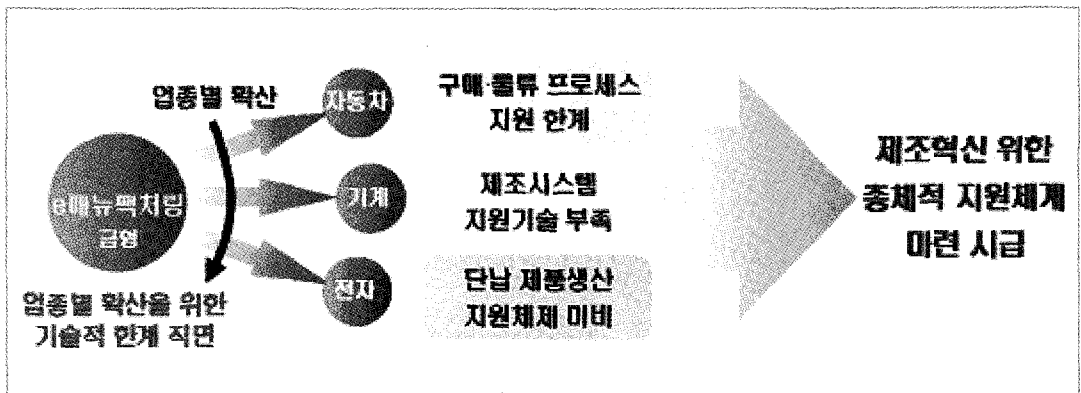 업종별 확산
e매뉴팩처링
금형
업종별 확산을 위한
기술적 한계 직면
자동차
구매·물류 프로세스
지원 한계
기계
제조시스템
지원기술 부족
전자
단납 제품생산
지원체제 미비
제조혁신 위한
총체적 지원체계
마련 시급